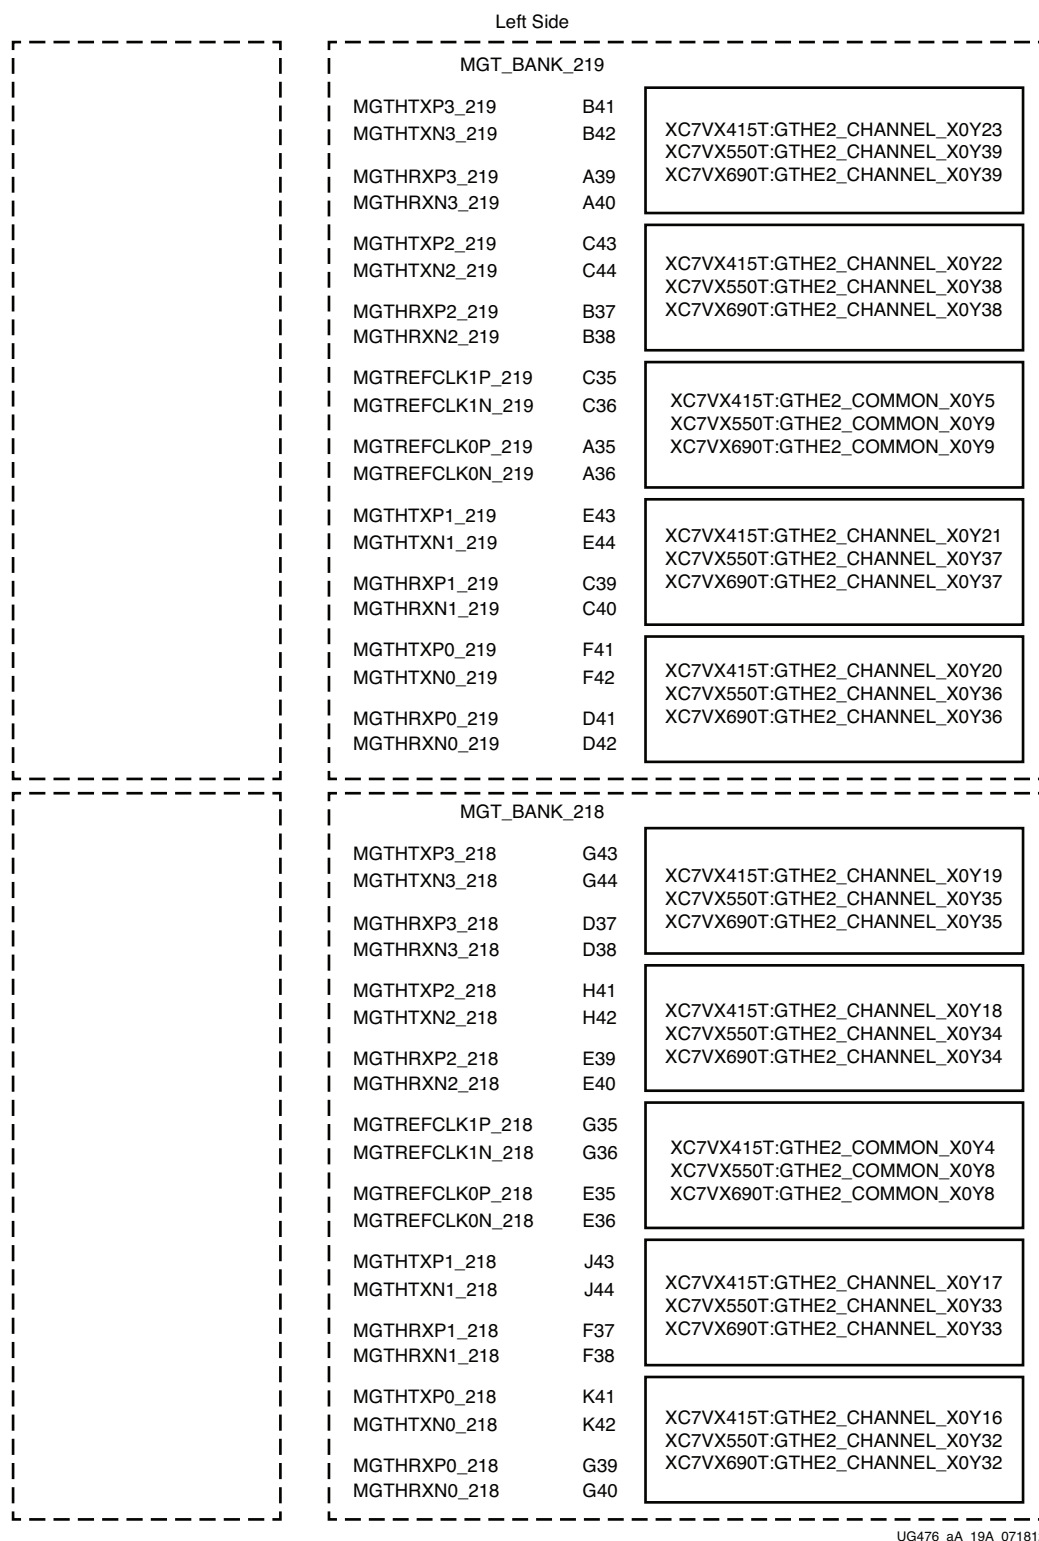 Left Side
MGT_BANK_219
MGTHTXP3_219 B41
MGTHTXN3_219 B42
MGTHRXP3_219 A39
MGTHRXN3_219 A40
XC7VX415T:GTHE2_CHANNEL_X0Y23
XC7VX550T:GTHE2_CHANNEL_X0Y39
XC7VX690T:GTHE2_CHANNEL_X0Y39
MGTHTXP2_219 C43
MGTHTXN2_219 C44
MGTHRXP2_219 B37
MGTHRXN2_219 B38
XC7VX415T:GTHE2_CHANNEL_X0Y22
XC7VX550T:GTHE2_CHANNEL_X0Y38
XC7VX690T:GTHE2_CHANNEL_X0Y38
MGTREFCLK1P_219 C35
MGTREFCLK1N_219 C36
MGTREFCLK0P_219 A35
MGTREFCLK0N_219 A36
XC7VX415T:GTHE2_COMMON_X0Y5
XC7VX550T:GTHE2_COMMON_X0Y9
XC7VX690T:GTHE2_COMMON_X0Y9
MGTHTXP1_219 E43
MGTHTXN1_219 E44
MGTHRXP1_219 C39
MGTHRXN1_219 C40
XC7VX415T:GTHE2_CHANNEL_X0Y21
XC7VX550T:GTHE2_CHANNEL_X0Y37
XC7VX690T:GTHE2_CHANNEL_X0Y37
MGTHTXP0_219 F41
MGTHTXN0_219 F42
MGTHRXP0_219 D41
MGTHRXN0_219 D42
XC7VX415T:GTHE2_CHANNEL_X0Y20
XC7VX550T:GTHE2_CHANNEL_X0Y36
XC7VX690T:GTHE2_CHANNEL_X0Y36
MGT_BANK_218
MGTHTXP3_218 G43
MGTHTXN3_218 G44
MGTHRXP3_218 D37
MGTHRXN3_218 D38
XC7VX415T:GTHE2_CHANNEL_X0Y19
XC7VX550T:GTHE2_CHANNEL_X0Y35
XC7VX690T:GTHE2_CHANNEL_X0Y35
MGTHTXP2_218 H41
MGTHTXN2_218 H42
MGTHRXP2_218 E39
MGTHRXN2_218 E40
XC7VX415T:GTHE2_CHANNEL_X0Y18
XC7VX550T:GTHE2_CHANNEL_X0Y34
XC7VX690T:GTHE2_CHANNEL_X0Y34
MGTREFCLK1P_218 G35
MGTREFCLK1N_218 G36
MGTREFCLK0P_218 E35
MGTREFCLK0N_218 E36
XC7VX415T:GTHE2_COMMON_X0Y4
XC7VX550T:GTHE2_COMMON_X0Y8
XC7VX690T:GTHE2_COMMON_X0Y8
MGTHTXP1_218 J43
MGTHTXN1_218 J44
MGTHRXP1_218 F37
MGTHRXN1_218 F38
XC7VX415T:GTHE2_CHANNEL_X0Y17
XC7VX550T:GTHE2_CHANNEL_X0Y33
XC7VX690T:GTHE2_CHANNEL_X0Y33
MGTHTXP0_218 K41
MGTHTXN0_218 K42
MGTHRXP0_218 G39
MGTHRXN0_218 G40
XC7VX415T:GTHE2_CHANNEL_X0Y16
XC7VX550T:GTHE2_CHANNEL_X0Y32
XC7VX690T:GTHE2_CHANNEL_X0Y32